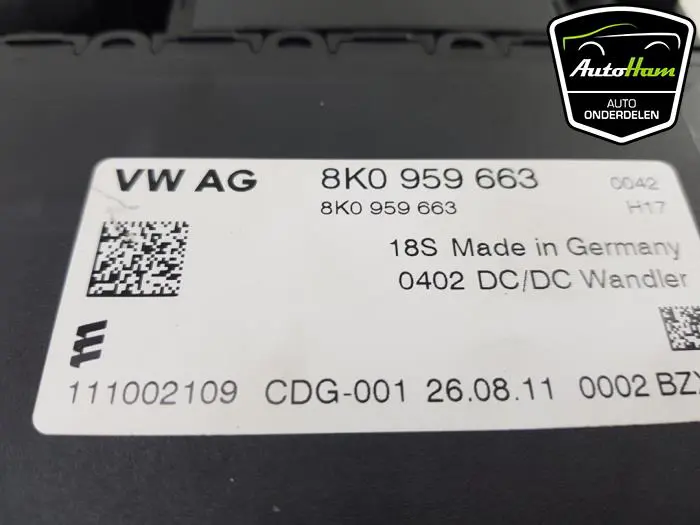 AutoHam
AUTO
ONDERDELEN
VW AG 8K0 959 663 0042
8K0 959 663 H17
18S Made in Germany
0402 DC/DC Wandler
111002109 CDG-001 26.08.11 0002 BZX